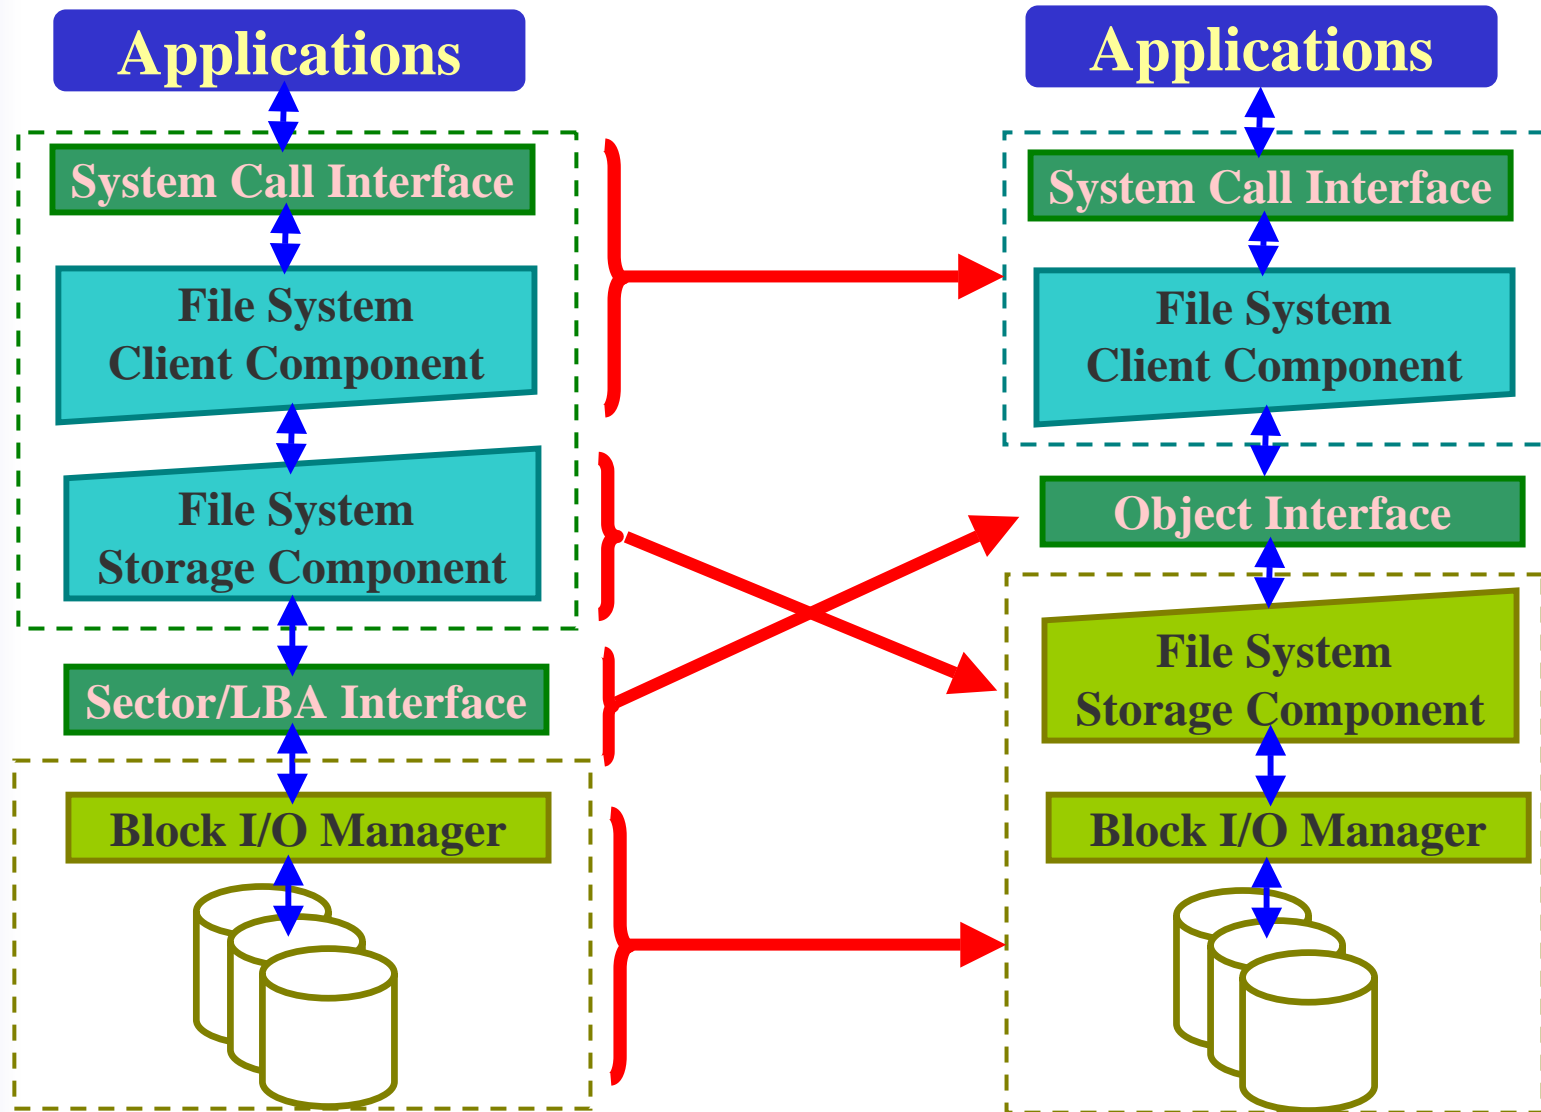 Applications
System Call Interface
File System
Client Component
File System
Storage Component
Sector/LBA Interface
Block I/O Manager
Applications
System Call Interface
File System
Client Component
Object Interface
File System
Storage Component
Block I/O Manager